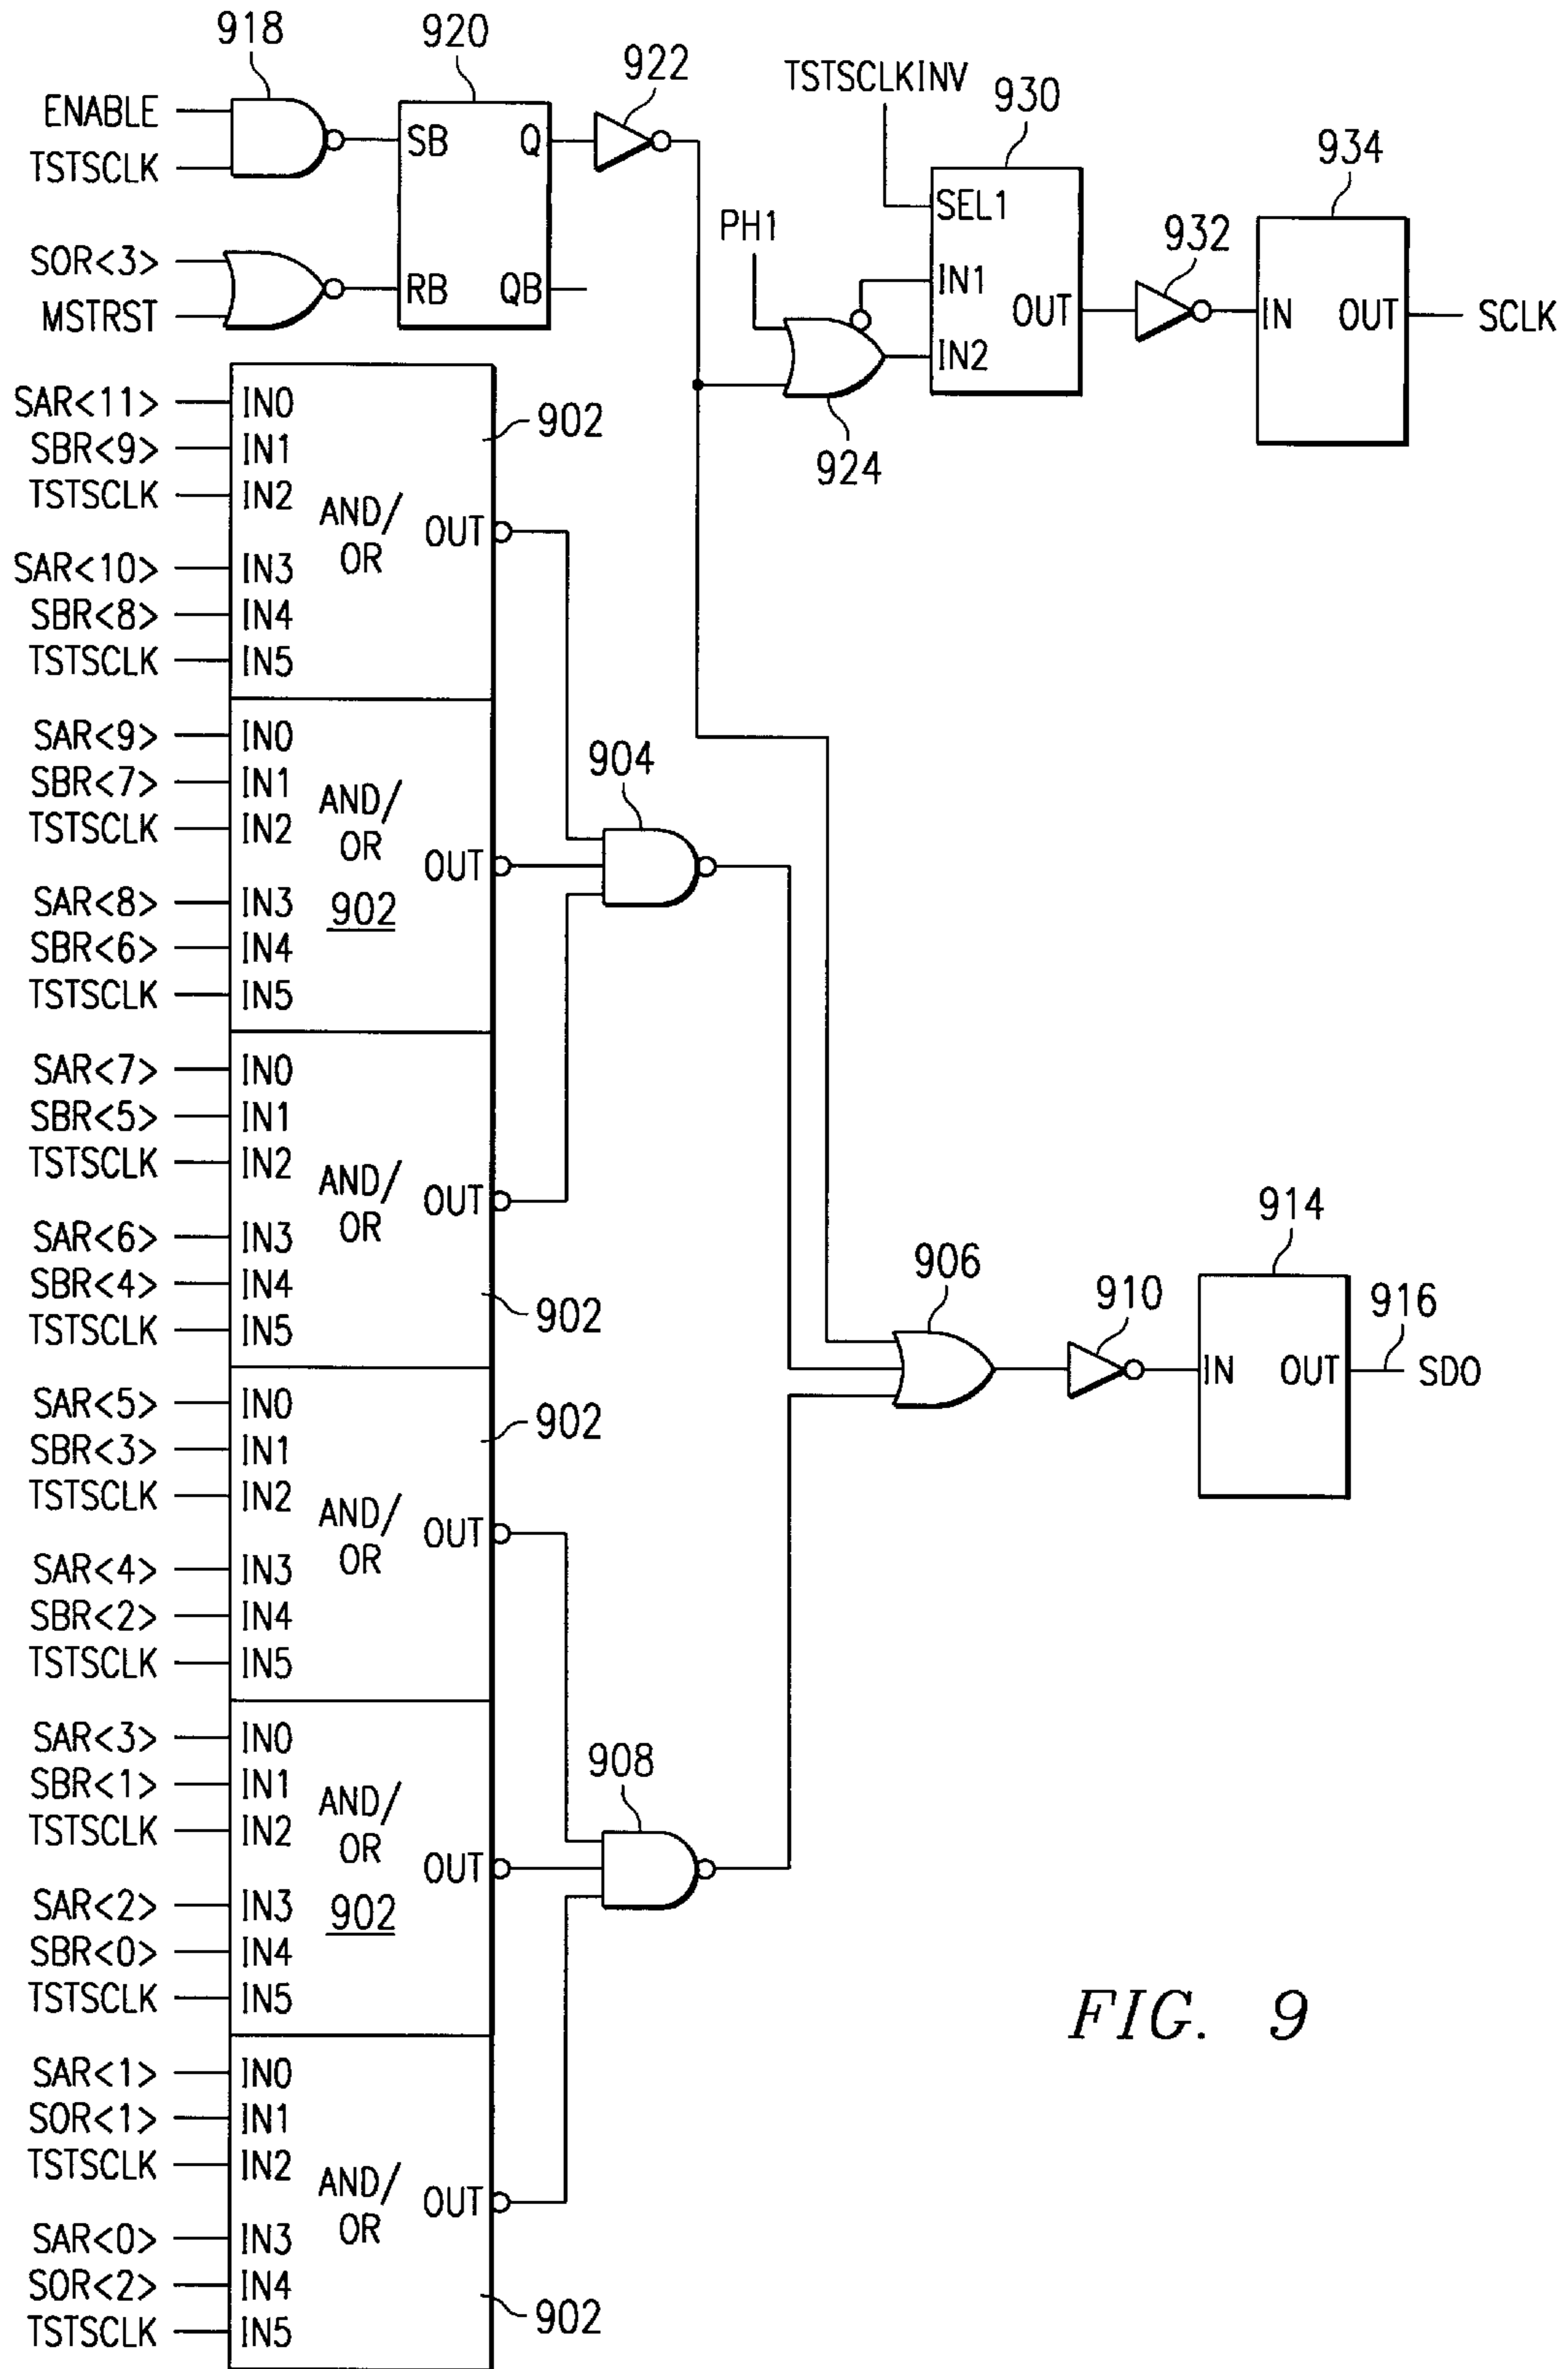 918
920
922
TSTSCLKINV
930
934
ENABLE
TSTSCLK
SB
Q
SEL1
PH1
932
SOR<3>
MSTRST
RB
QB
IN1
IN2
OUT
IN
OUT
SCLK
924
SAR<11>
IN0
902
SBR<9>
IN1
TSTSCLK
IN2
AND/
OR
OUT
SAR<10>
IN3
SBR<8>
IN4
TSTSCLK
IN5
SAR<9>
IN0
904
SBR<7>
IN1
TSTSCLK
IN2
AND/
OR
OUT
SAR<8>
IN3
902
SBR<6>
IN4
TSTSCLK
IN5
SAR<7>
IN0
SBR<5>
IN1
TSTSCLK
IN2
AND/
OR
OUT
SAR<6>
IN3
SBR<4>
IN4
902
TSTSCLK
IN5
906
910
914
916
IN
OUT
SDO
SAR<5>
IN0
902
SBR<3>
IN1
TSTSCLK
IN2
AND/
OR
OUT
SAR<4>
IN3
SBR<2>
IN4
TSTSCLK
IN5
SAR<3>
IN0
908
SBR<1>
IN1
TSTSCLK
IN2
AND/
OR
OUT
SAR<2>
IN3
902
SBR<0>
IN4
TSTSCLK
IN5
SAR<1>
IN0
SOR<1>
IN1
TSTSCLK
IN2
AND/
OR
OUT
SAR<0>
IN3
SOR<2>
IN4
902
TSTSCLK
IN5
FIG. 9